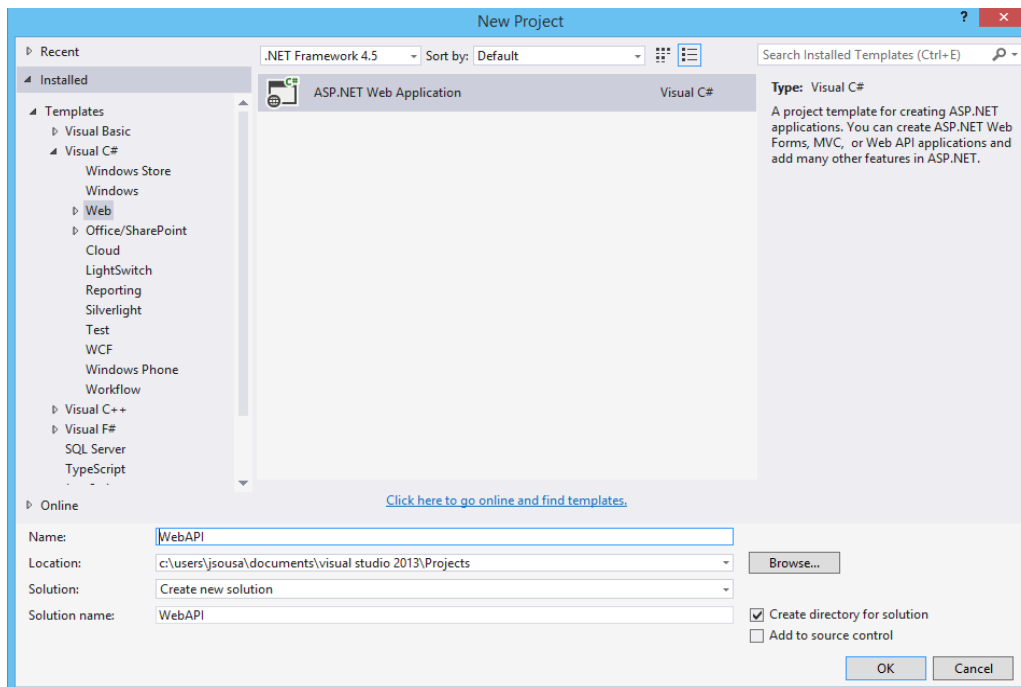 New Project
?
Recent
.NET Framework 4.5
Sort by: Default
Search Installed Templates (Ctrl+E)
Installed
Templates
Visual Basic
Visual C#
Windows Store
Windows
Web
Office/SharePoint
Cloud
LightSwitch
Reporting
Silverlight
Test
WCF
Windows Phone
Workflow
Visual C++
Visual F#
SQL Server
TypeScript
Online
C#
ASP.NET Web Application
Visual C#
Type: Visual C#
A project template for creating ASP.NET
applications. You can create ASP.NET Web
Forms, MVC, or Web API applications and
add many other features in ASP.NET.
Click here to go online and find templates.
Name: WebAPI
Location: c:\users\jsousa\documents\visual studio 2013\Projects
Browse...
Solution: Create new solution
Solution name: WebAPI
Create directory for solution
Add to source control
OK
Cancel